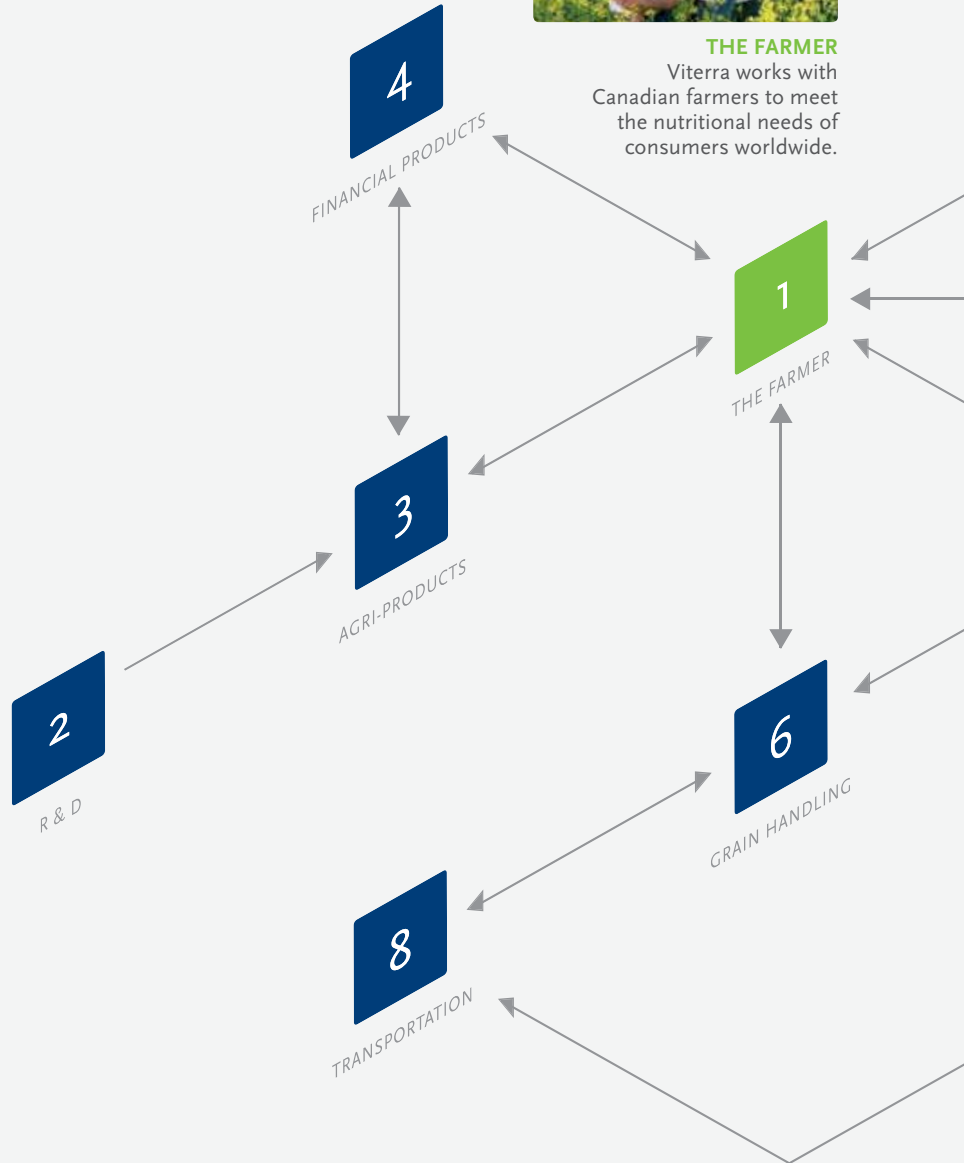 THE FARMER
Viterra works with
Canadian farmers to meet
the nutritional needs of
consumers worldwide.
4
FINANCIAL PRODUCTS
1
THE FARMER
3
AGRI-PRODUCTS
2
R & D
6
GRAIN HANDLING
8
TRANSPORTATION